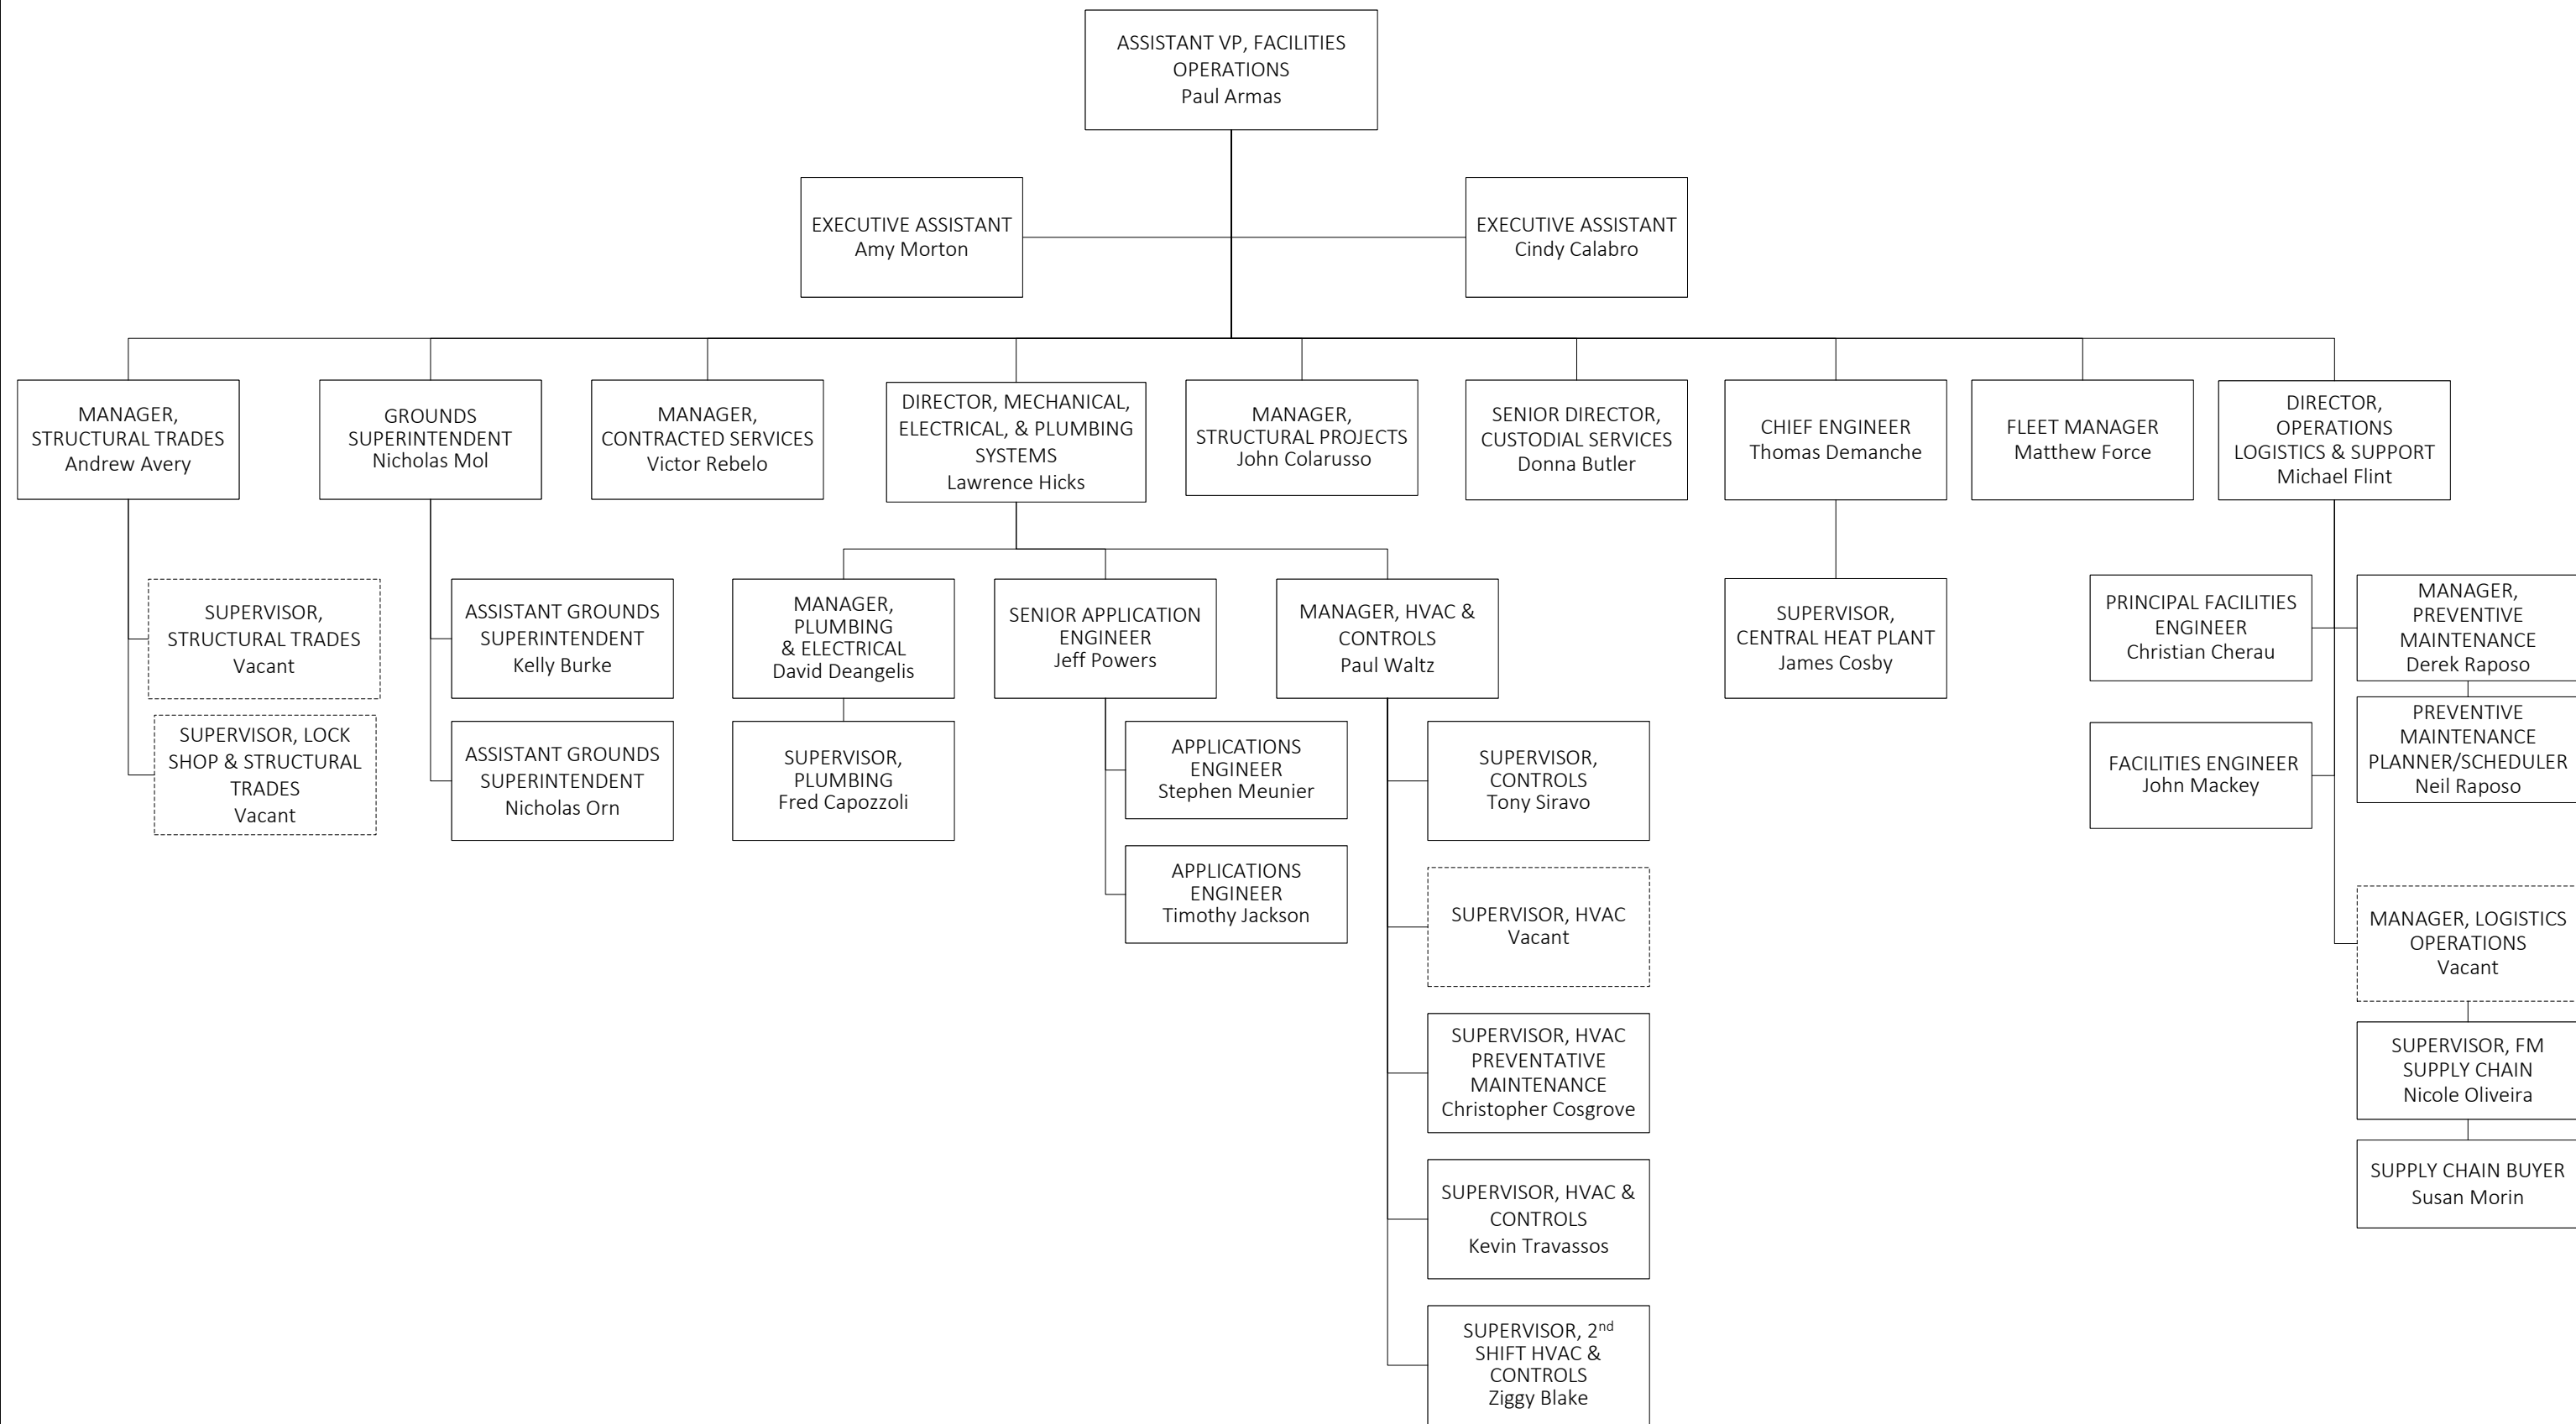 ASSISTANT VP, FACILITIES
OPERATIONS
Paul Armas
EXECUTIVE ASSISTANT
Amy Morton
EXECUTIVE ASSISTANT
Cindy Calabro
MANAGER,
STRUCTURAL TRADES
Andrew Avery
GROUNDS
SUPERINTENDENT
Nicholas Mol
MANAGER,
CONTRACTED SERVICES
Victor Rebelo
DIRECTOR, MECHANICAL,
ELECTRICAL, & PLUMBING
SYSTEMS
Lawrence Hicks
MANAGER,
STRUCTURAL PROJECTS
John Colarusso
SENIOR DIRECTOR,
CUSTODIAL SERVICES
Donna Butler
CHIEF ENGINEER
Thomas Demanche
FLEET MANAGER
Matthew Force
DIRECTOR,
OPERATIONS
LOGISTICS & SUPPORT
Michael Flint
SUPERVISOR,
STRUCTURAL TRADES
Vacant
SUPERVISOR, LOCK
SHOP & STRUCTURAL
TRADES
Vacant
ASSISTANT GROUNDS
SUPERINTENDENT
Kelly Burke
ASSISTANT GROUNDS
SUPERINTENDENT
Nicholas Orn
MANAGER,
PLUMBING
& ELECTRICAL
David Deangelis
SUPERVISOR,
PLUMBING
Fred Capozzoli
SENIOR APPLICATION
ENGINEER
Jeff Powers
APPLICATIONS
ENGINEER
Stephen Meunier
APPLICATIONS
ENGINEER
Timothy Jackson
MANAGER, HVAC &
CONTROLS
Paul Waltz
SUPERVISOR,
CONTROLS
Tony Siravo
SUPERVISOR, HVAC
Vacant
SUPERVISOR, HVAC
PREVENTATIVE
MAINTENANCE
Christopher Cosgrove
SUPERVISOR, HVAC &
CONTROLS
Kevin Travassos
SUPERVISOR, 2nd
SHIFT HVAC &
CONTROLS
Ziggy Blake
SUPERVISOR,
CENTRAL HEAT PLANT
James Cosby
PRINCIPAL FACILITIES
ENGINEER
Christian Cherau
FACILITIES ENGINEER
John Mackey
MANAGER,
PREVENTIVE
MAINTENANCE
Derek Raposo
PREVENTIVE
MAINTENANCE
PLANNER/SCHEDULER
Neil Raposo
MANAGER, LOGISTICS
OPERATIONS
Vacant
SUPERVISOR, FM
SUPPLY CHAIN
Nicole Oliveira
SUPPLY CHAIN BUYER
Susan Morin